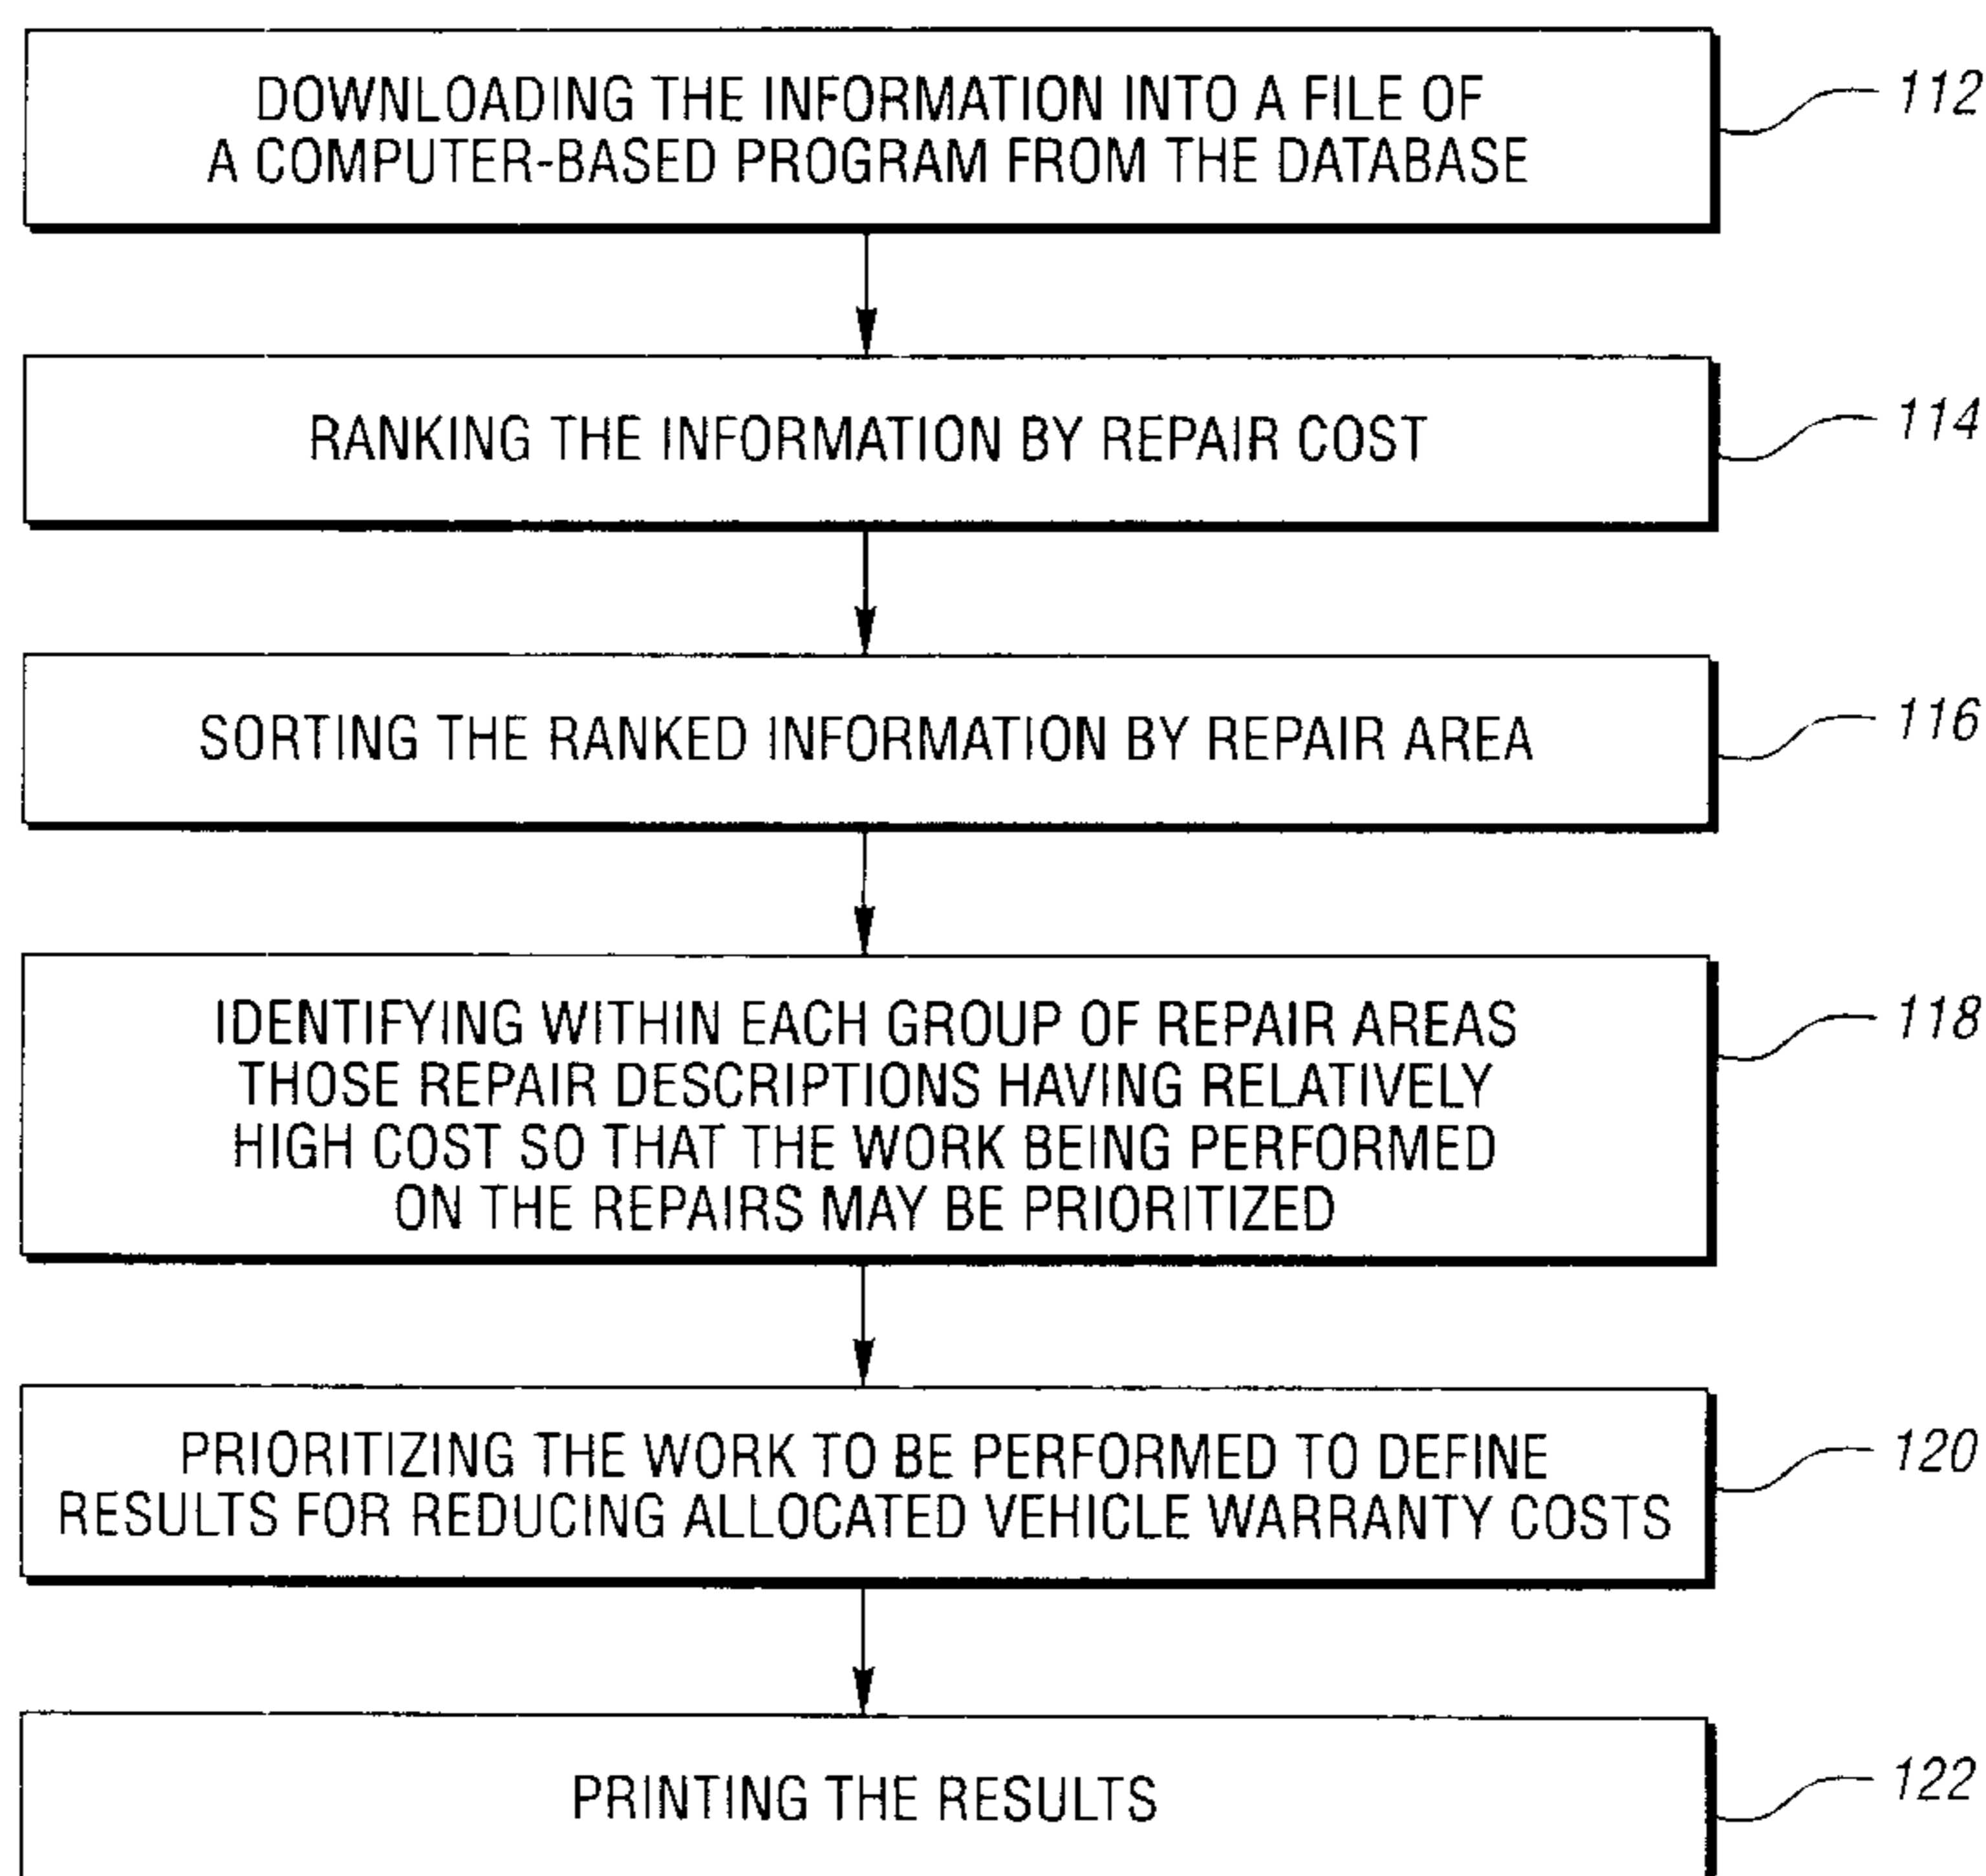 DOWNLOADING THE INFORMATION INTO A FILE OF
A COMPUTER-BASED PROGRAM FROM THE DATABASE
112
RANKING THE INFORMATION BY REPAIR COST
114
SORTING THE RANKED INFORMATION BY REPAIR AREA
116
IDENTIFYING WITHIN EACH GROUP OF REPAIR AREAS
THOSE REPAIR DESCRIPTIONS HAVING RELATIVELY
HIGH COST SO THAT THE WORK BEING PERFORMED
ON THE REPAIRS MAY BE PRIORITIZED
118
PRIORITIZING THE WORK TO BE PERFORMED TO DEFINE
RESULTS FOR REDUCING ALLOCATED VEHICLE WARRANTY COSTS
120
PRINTING THE RESULTS
122